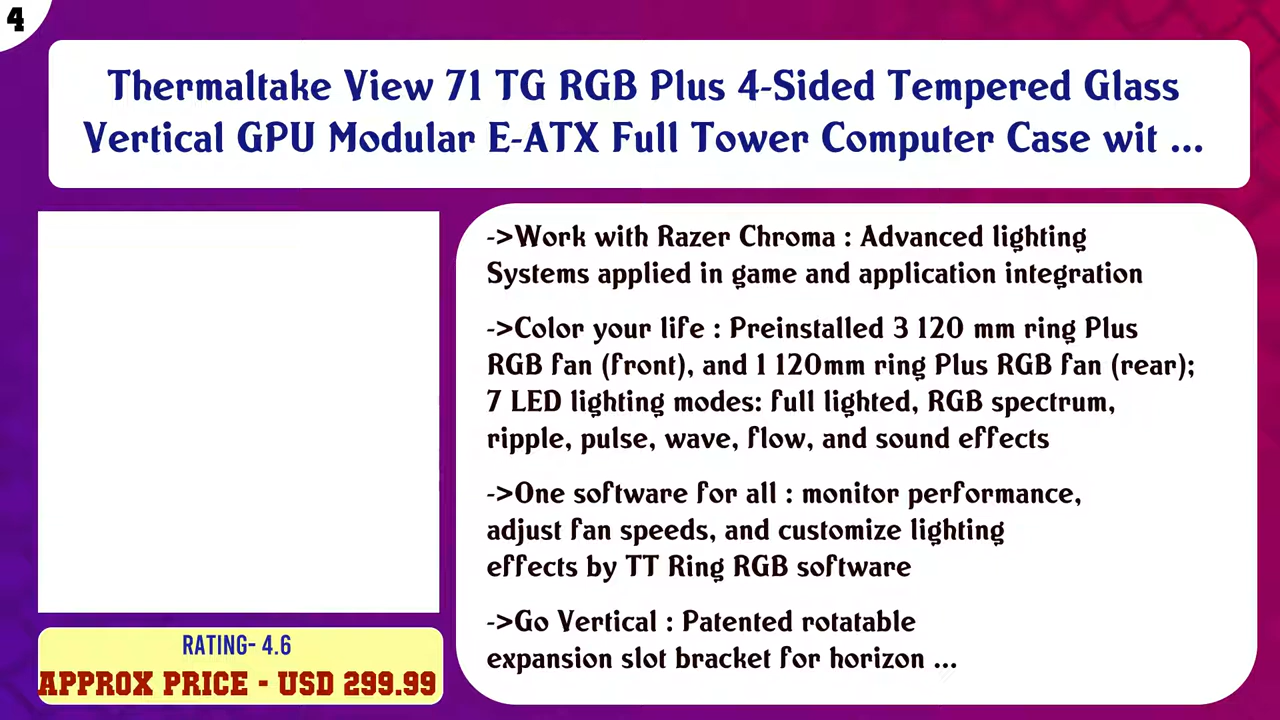 4
Thermaltake View 71 TG RGB Plus 4-Sided Tempered Glass
Vertical GPU Modular E-ATX Full Tower Computer Case wit ...
->Work with Razer Chroma : Advanced lighting
Systems applied in game and application integration
->Color your life : Preinstalled 3 120 mm ring Plus
RGB fan (front), and 1 120mm ring Plus RGB fan (rear);
7 LED lighting modes: full lighted, RGB spectrum,
ripple, pulse, wave, flow, and sound effects
->One software for all : monitor performance,
adjust fan speeds, and customize lighting
effects by TT Ring RGB software
->Go Vertical : Patented rotatable
expansion slot bracket for horizon ...
RATING- 4.6
APPROX PRICE - USD 299.99